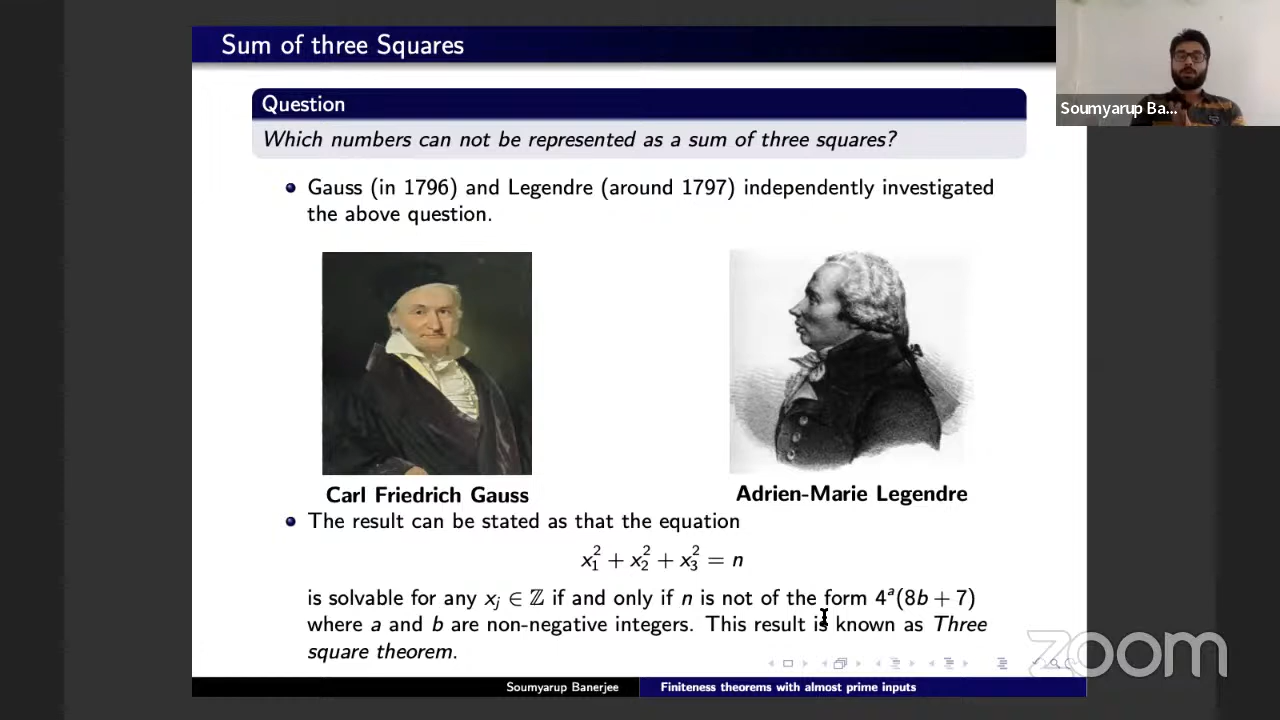 Sum of three Squares
Soumyarup Ba...
Question
Which numbers can not be represented as a sum of three squares?
Gauss (in 1796) and Legendre (around 1797) independently investigated
the above question.
Carl Friedrich Gauss
Adrien-Marie Legendre
The result can be stated as that the equation
x₁² + x₂² + x₃² = n
is solvable for any xⱼ ∈ ℤ if and only if n is not of the form 4ᵃ(8b + 7)
where a and b are non-negative integers. This result is known as Three
square theorem.
zoom
Soumyarup Banerjee
Finiteness theorems with almost prime inputs